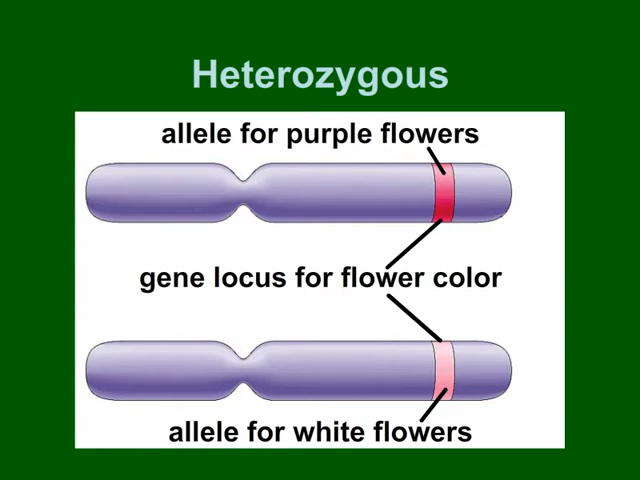 Heterozygous
allele for purple flowers
gene locus for flower color
allele for white flowers